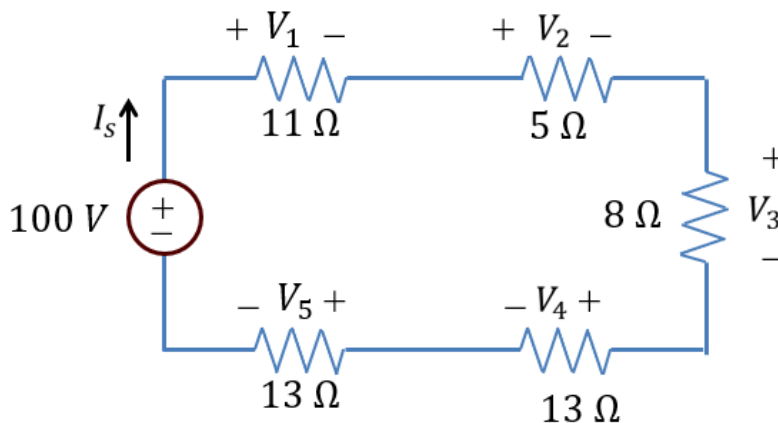 + V₁ −
+ V₂ −
Iₛ
11 Ω
5 Ω
100 V
+
−
8 Ω
+
V₃
−
− V₅ +
− V₄ +
13 Ω
13 Ω